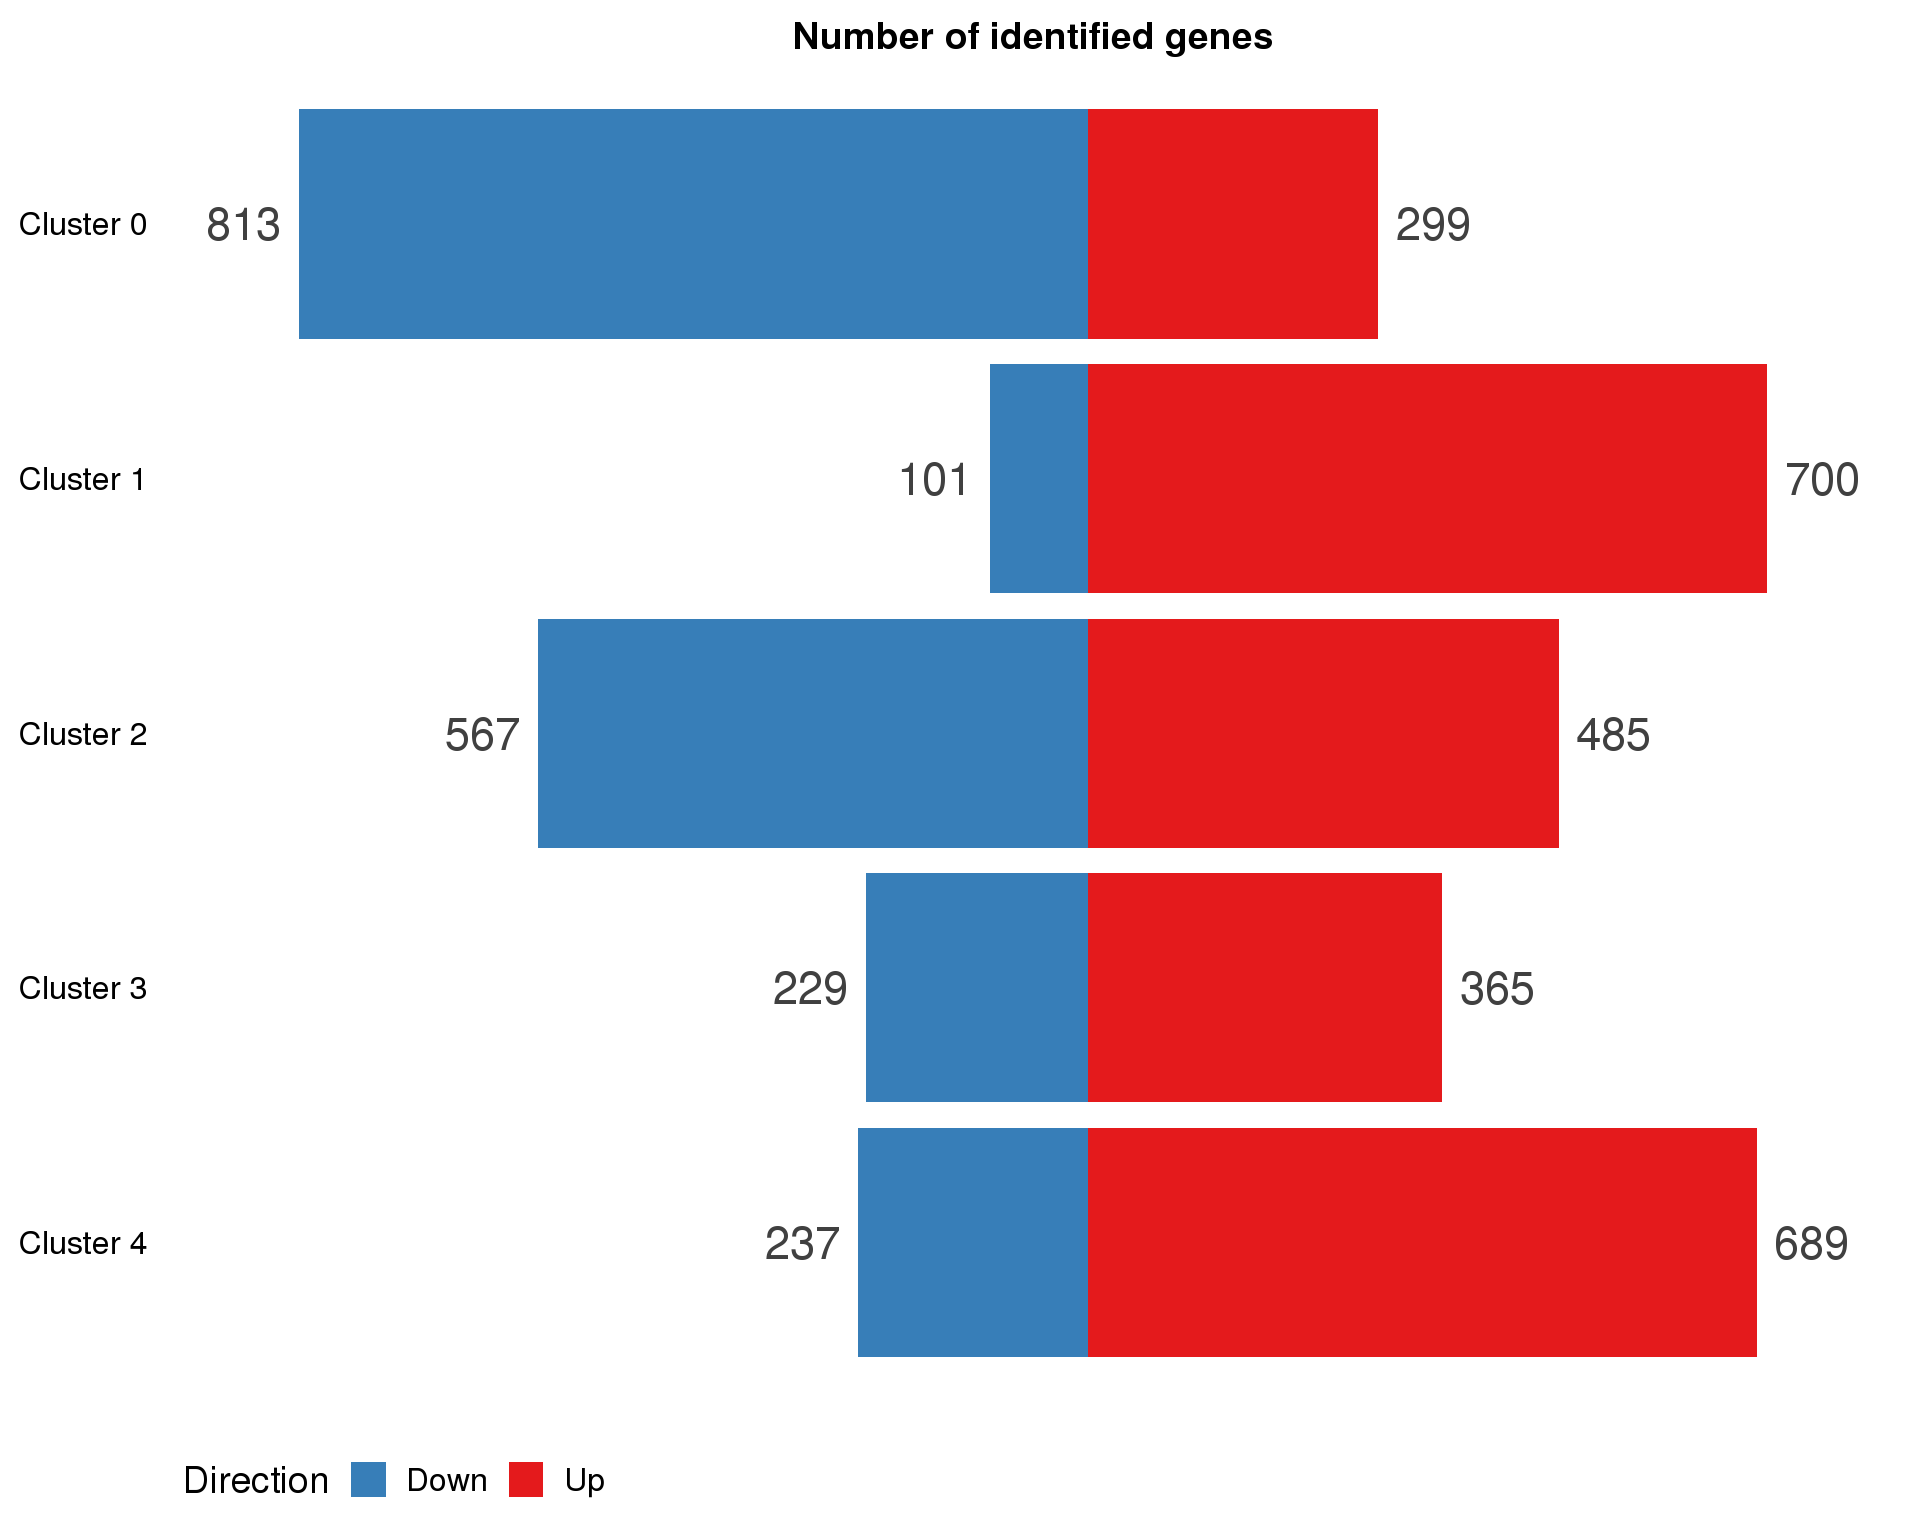 Number of identified genes
Cluster 0 813 299
Cluster 1 101 700
Cluster 2 567 485
Cluster 3 229 365
Cluster 4 237 689
Direction Down Up